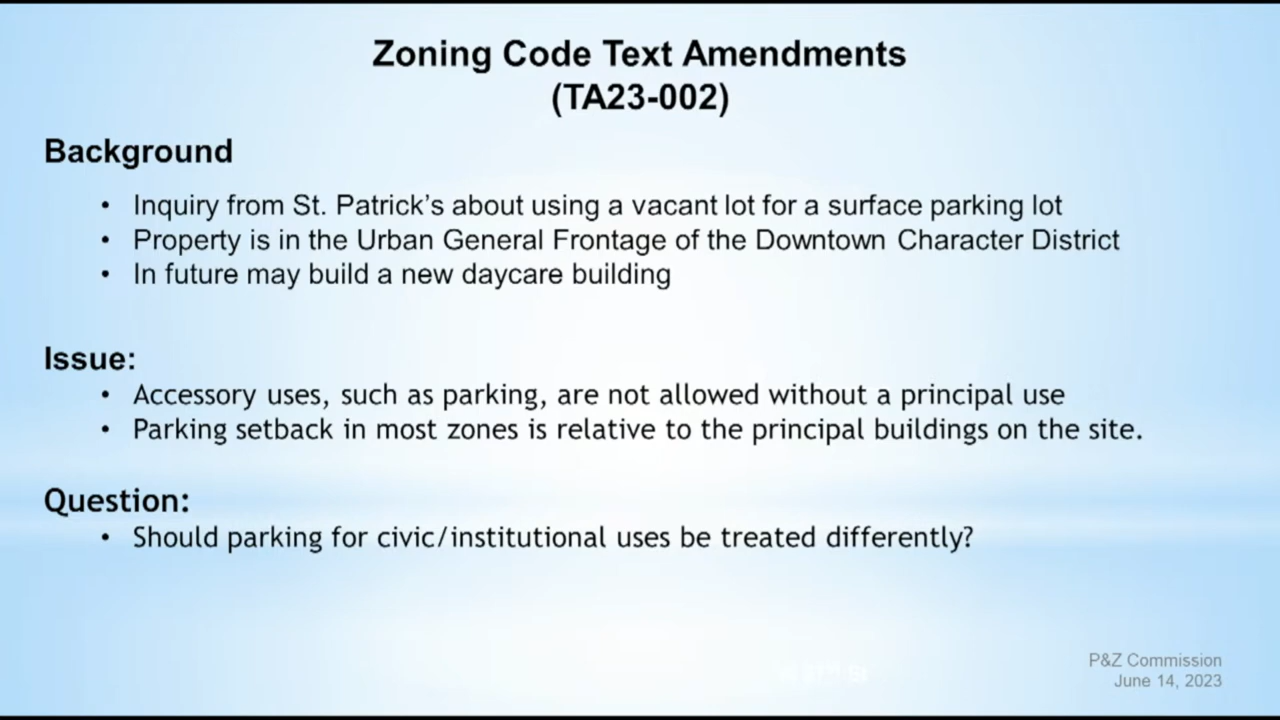 Zoning Code Text Amendments
(TA23-002)
Background
• Inquiry from St. Patrick’s about using a vacant lot for a surface parking lot
• Property is in the Urban General Frontage of the Downtown Character District
• In future may build a new daycare building
Issue:
• Accessory uses, such as parking, are not allowed without a principal use
• Parking setback in most zones is relative to the principal buildings on the site.
Question:
• Should parking for civic/institutional uses be treated differently?
P&Z Commission
June 14, 2023